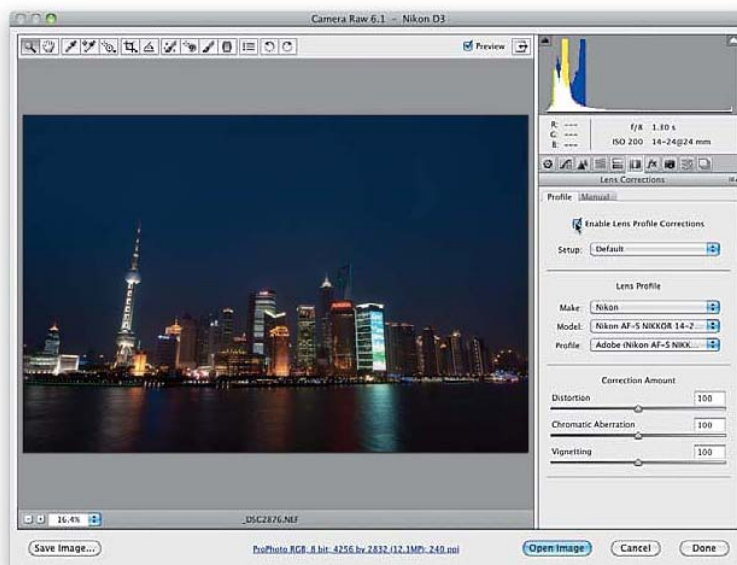 Camera Raw 6.1 – Nikon D3
Preview
R: ---
G: ---
B: ---
f/8 1.30 s
ISO 200 14-24@24 mm
fx
Lens Corrections
Profile Manual
Enable Lens Profile Corrections
Setup: Default
Lens Profile
Make: Nikon
Model: Nikon AF-S NIKKOR 14-2...
Profile: Adobe (Nikon AF-S NIKK...
Correction Amount
Distortion 100
Chromatic Aberration 100
Vignetting 100
16.4% _DSC2876.NEF
Save Image... ProPhoto RGB; 8 bit; 4256 by 2832 (12.1MP); 240 ppi Open Image Cancel Done